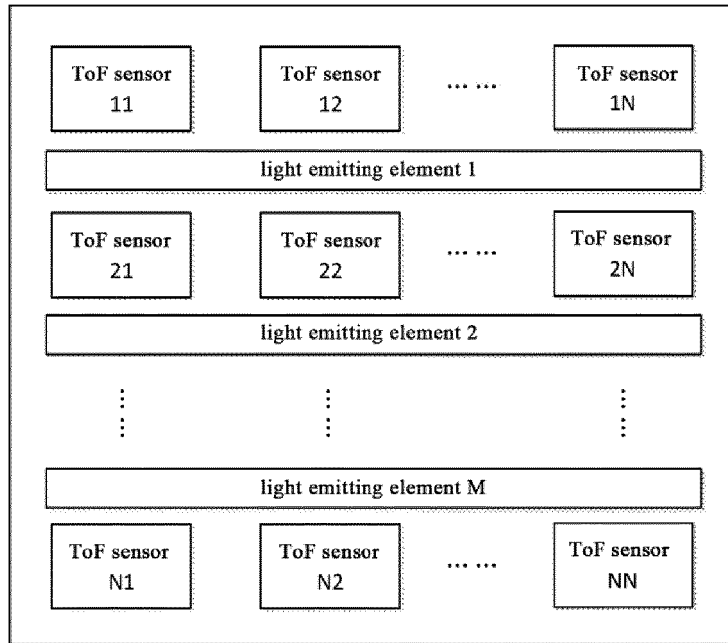 ToF sensor 11 ToF sensor 12 ... ... ToF sensor 1N
light emitting element 1
ToF sensor 21 ToF sensor 22 ... ... ToF sensor 2N
light emitting element 2
light emitting element M
ToF sensor N1 ToF sensor N2 ... ... ToF sensor NN